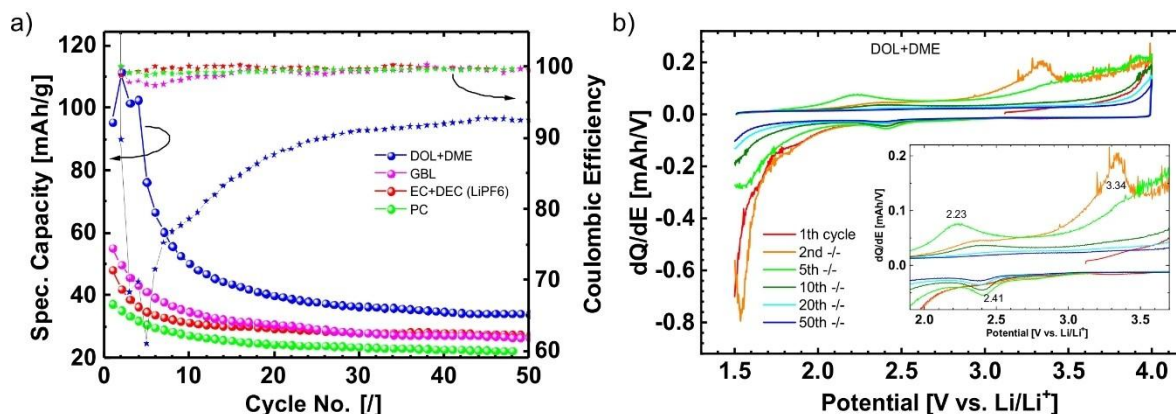 a)
Spec. Capacity [mAh/g]
120
100
80
60
40
20
0
10
20
30
40
50
Cycle No. [/]
100
90
80
70
60
Coulombic Efficiency
DOL+DME
GBL
EC+DEC (LiPF6)
PC
b)
DOL+DME
dQ/dE [mAh/V]
0.2
0.0
-0.2
-0.4
-0.6
-0.8
1.5
2.0
2.5
3.0
3.5
4.0
Potential [V vs. Li/Li⁺]
1th cycle
2nd -/-
5th -/-
10th -/-
20th -/-
50th -/-
dQ/dE [mAh/V]
0.2
0.1
0.0
2.23
3.34
2.41
2.0
2.5
3.0
3.5
Potential [V vs. Li/Li⁺]